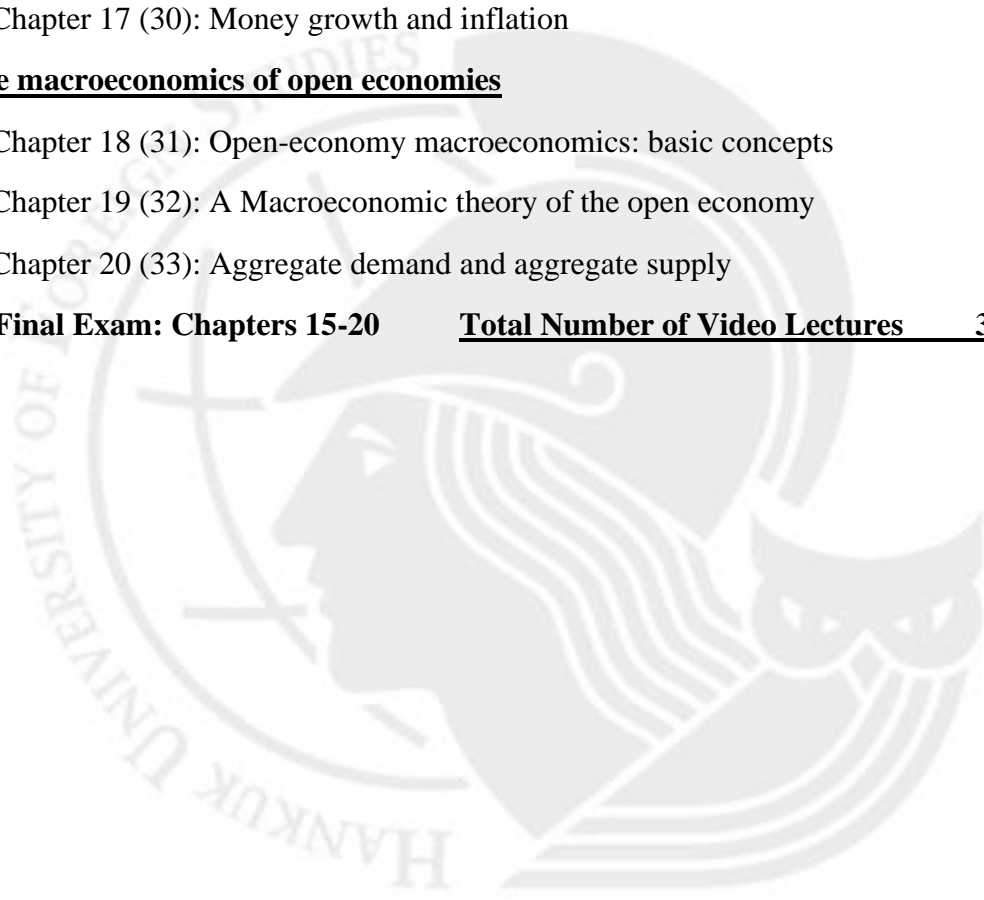 Chapter 17 (30): Money growth and inflation
e macroeconomics of open economies
Chapter 18 (31): Open-economy macroeconomics: basic concepts
Chapter 19 (32): A Macroeconomic theory of the open economy
Chapter 20 (33): Aggregate demand and aggregate supply
Final Exam: Chapters 15-20 Total Number of Video Lectures 3
HANKUK UNIVERSITY OF FOREIGN STUDIES